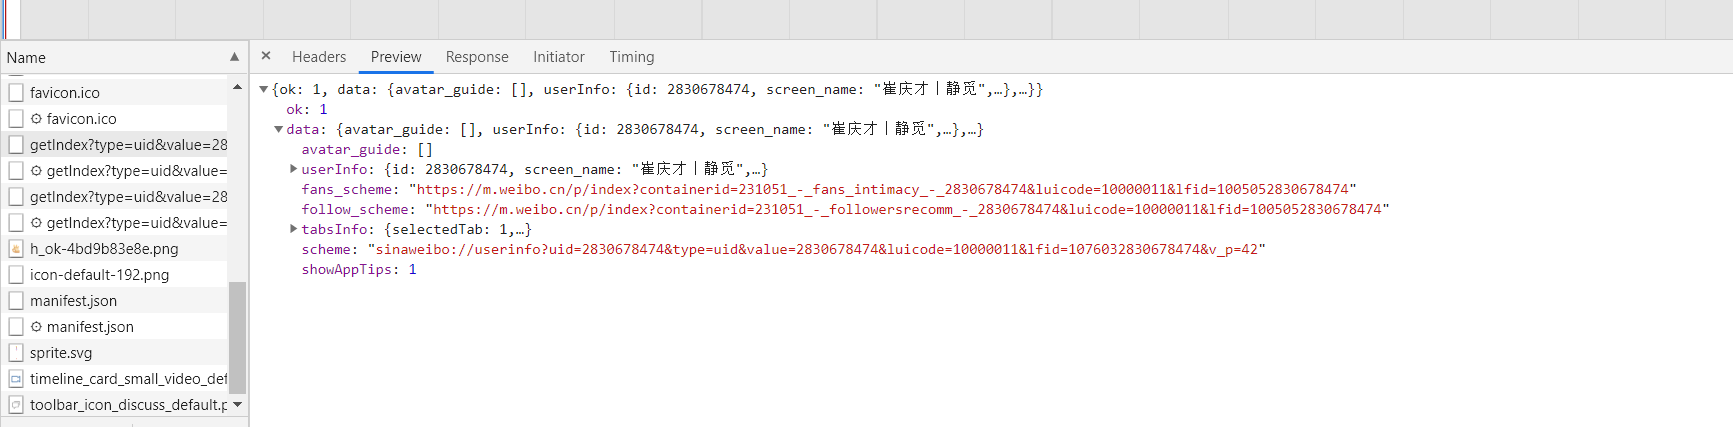 Name
favicon.ico
favicon.ico
getIndex?type=uid&value=28
getIndex?type=uid&value=
getIndex?type=uid&value=28
getIndex?type=uid&value=
h_ok-4bd9b83e8e.png
icon-default-192.png
manifest.json
manifest.json
sprite.svg
timeline_card_small_video_def
toolbar_icon_discuss_default.p
× Headers Preview Response Initiator Timing
{ok: 1, data: {avatar_guide: [], userInfo: {id: 2830678474, screen_name: "崔庆才丨静觅",…},…}}
ok: 1
data: {avatar_guide: [], userInfo: {id: 2830678474, screen_name: "崔庆才丨静觅",…},…}
avatar_guide: []
userInfo: {id: 2830678474, screen_name: "崔庆才丨静觅",…}
fans_scheme: "https://m.weibo.cn/p/index?containerid=231051_-_fans_intimacy_-_2830678474&luicode=10000011&lfid=1005052830678474"
follow_scheme: "https://m.weibo.cn/p/index?containerid=231051_-_followersrecomm_-_2830678474&luicode=10000011&lfid=1005052830678474"
tabsInfo: {selectedTab: 1,…}
scheme: "sinaweibo://userinfo?uid=2830678474&type=uid&value=2830678474&luicode=10000011&lfid=1076032830678474&v_p=42"
showAppTips: 1